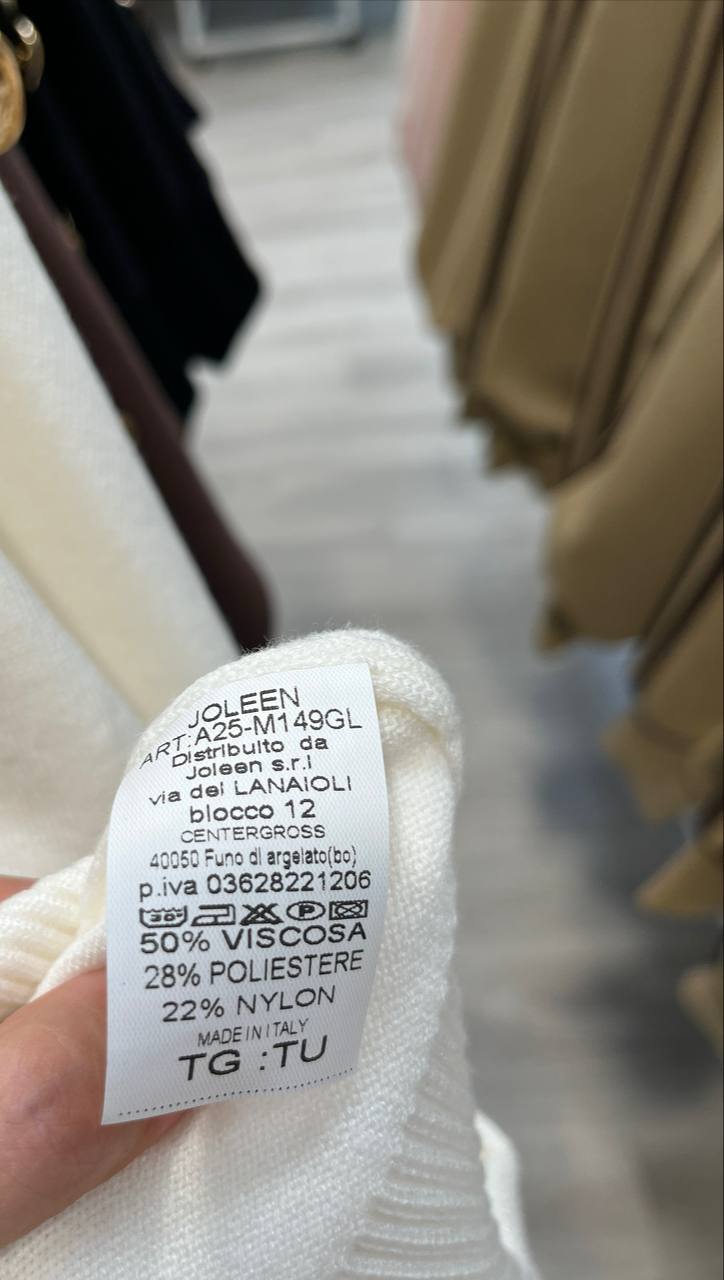 JOLEEN
ART:A25-M149GL
Distribuito da
Joleen s.r.l
via dei LANAIOLI
blocco 12
CENTERGROSS
40050 Funo di argelato(bo)
p.iva 03628221206
30° P
50% VISCOSA
28% POLIESTERE
22% NYLON
MADE IN ITALY
TG :TU